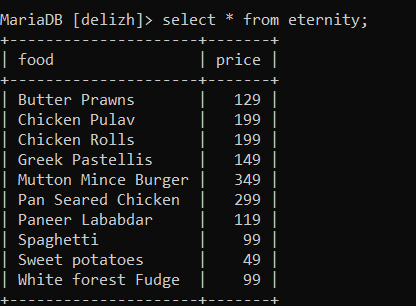 MariaDB [delizh]> select * from eternity;
+---------------------+-------+
| food                | price |
+---------------------+-------+
| Butter Prawns       |   129 |
| Chicken Pulav       |   199 |
| Chicken Rolls       |   199 |
| Greek Pastellis     |   149 |
| Mutton Mince Burger |   349 |
| Pan Seared Chicken  |   299 |
| Paneer Lababdar     |   119 |
| Spaghetti           |    99 |
| Sweet potatoes      |    49 |
| White forest Fudge  |    99 |
+---------------------+-------+